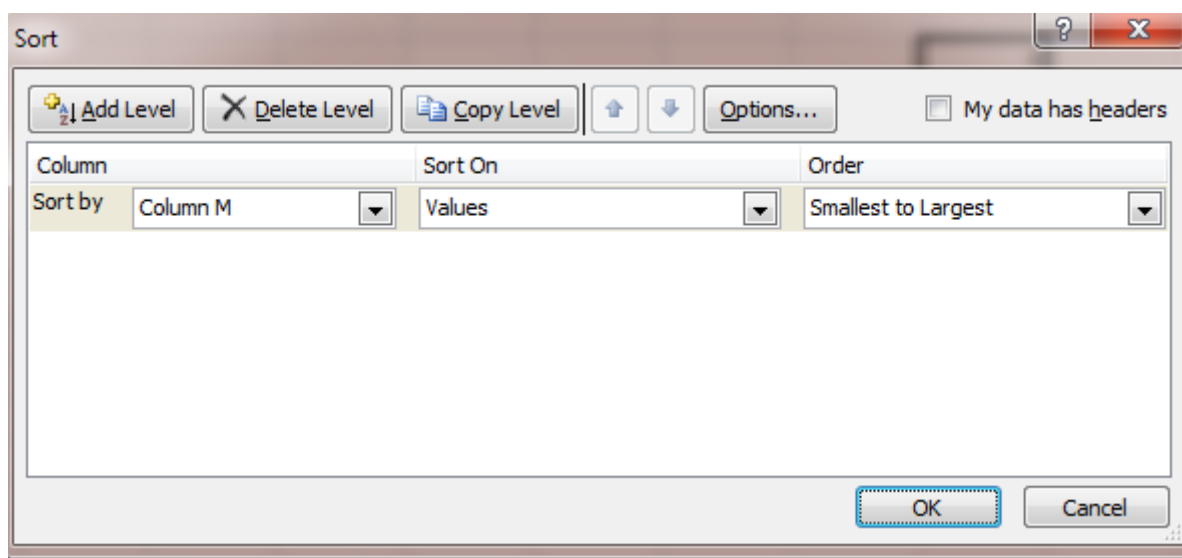 Sort
Add Level Delete Level Copy Level Options... My data has headers
Column Sort On Order
Sort by Column M Values Smallest to Largest
OK Cancel